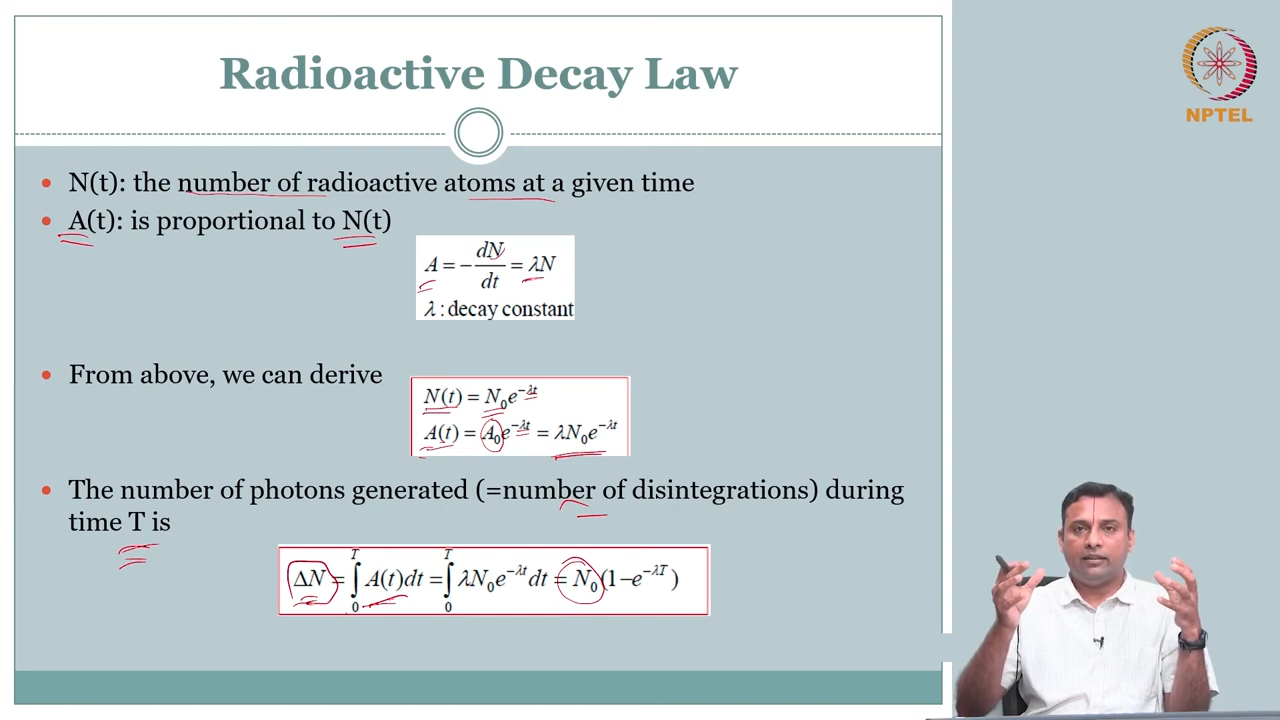 Radioactive Decay Law
NPTEL
• N(t): the number of radioactive atoms at a given time
• A(t): is proportional to N(t)
A = −dN/dt = λN
λ : decay constant
• From above, we can derive
N(t) = N₀e^{−λt}
A(t) = A₀e^{−λt} = λN₀e^{−λt}
• The number of photons generated (=number of disintegrations) during
time T is
ΔN = ∫₀ᵀ A(t)dt = ∫₀ᵀ λN₀e^{−λt}dt = N₀(1−e^{−λT})